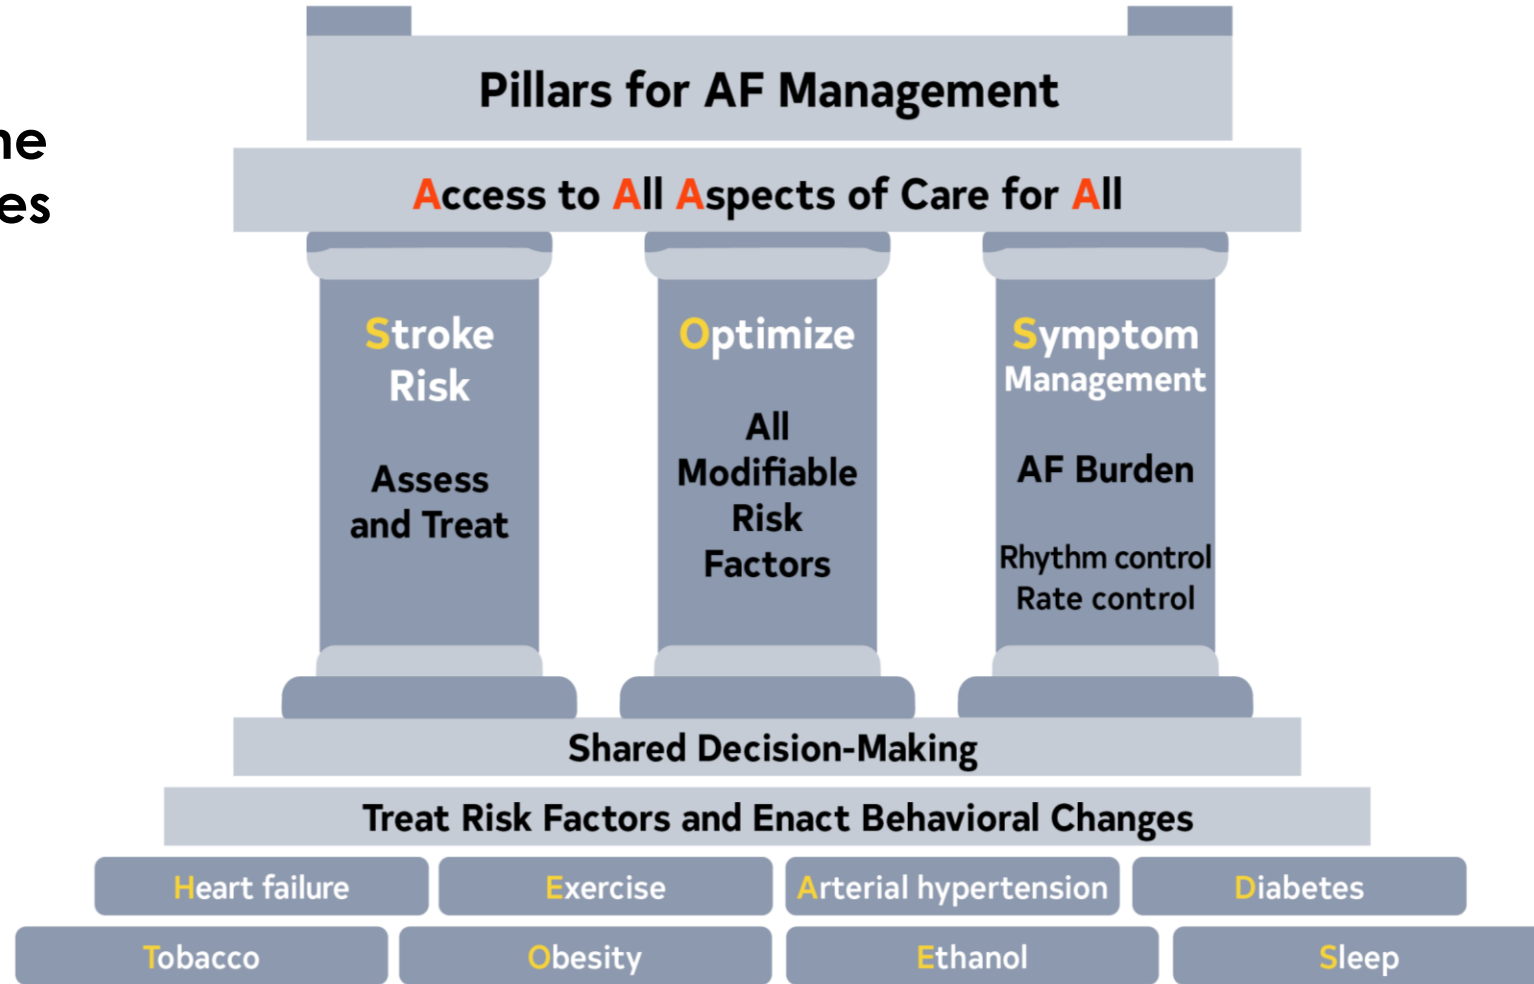 Pillars for AF Management
Access to All Aspects of Care for All
Stroke
Risk
Assess
and Treat
Optimize
All
Modifiable
Risk
Factors
Symptom
Management
AF Burden
Rhythm control
Rate control
Shared Decision-Making
Treat Risk Factors and Enact Behavioral Changes
Heart failure
Exercise
Arterial hypertension
Diabetes
Tobacco
Obesity
Ethanol
Sleep